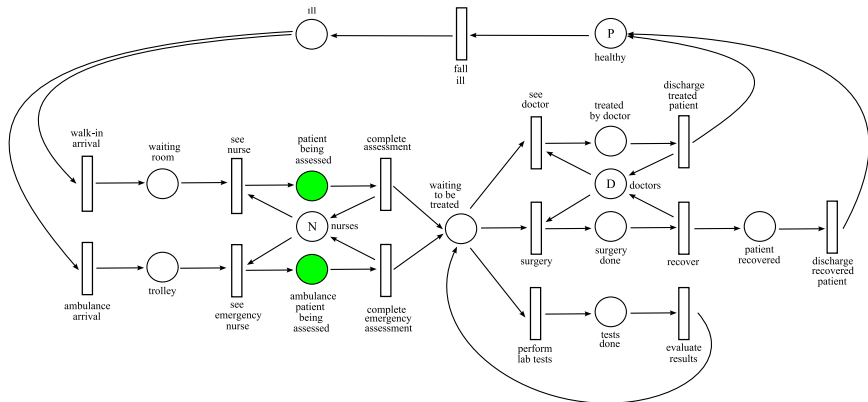 ill
P
healthy
fall
ill
walk-in
arrival
waiting
room
see
nurse
patient
being
assessed
complete
assessment
waiting
to be
treated
see
doctor
treated
by doctor
discharge
treated
patient
N
nurses
D
doctors
ambulance
arrival
trolley
see
emergency
nurse
ambulance
patient
being
assessed
complete
emergency
assessment
surgery
surgery
done
recover
patient
recovered
discharge
recovered
patient
perform
lab tests
tests
done
evaluate
results